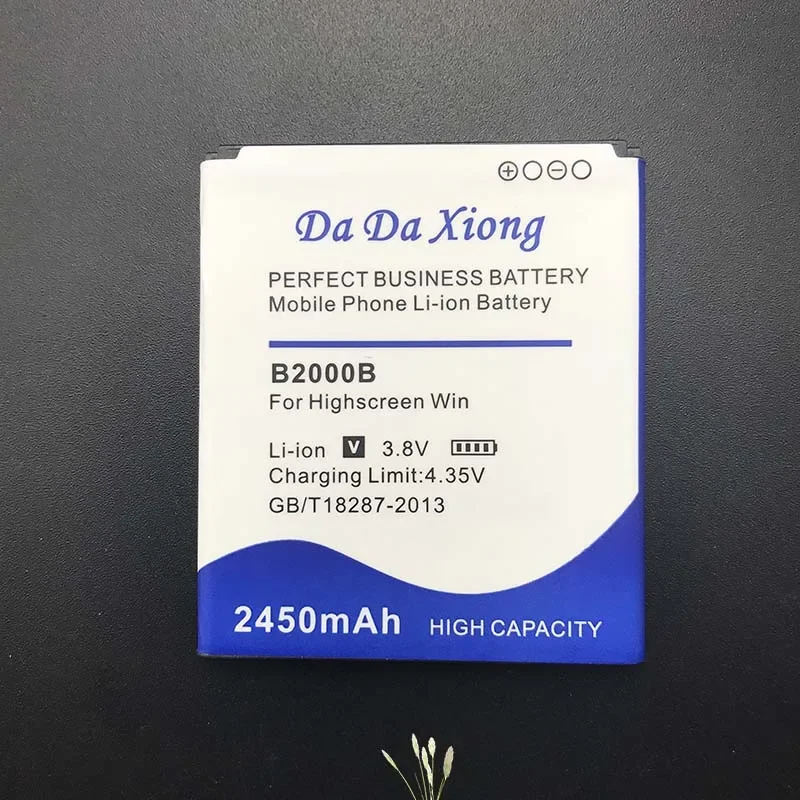 Da Da Xiong
PERFECT BUSINESS BATTERY
Mobile Phone Li-ion Battery
B2000B
For Highscreen Win
Li-ion V 3.8V
Charging Limit:4.35V
GB/T18287-2013
2450mAh HIGH CAPACITY